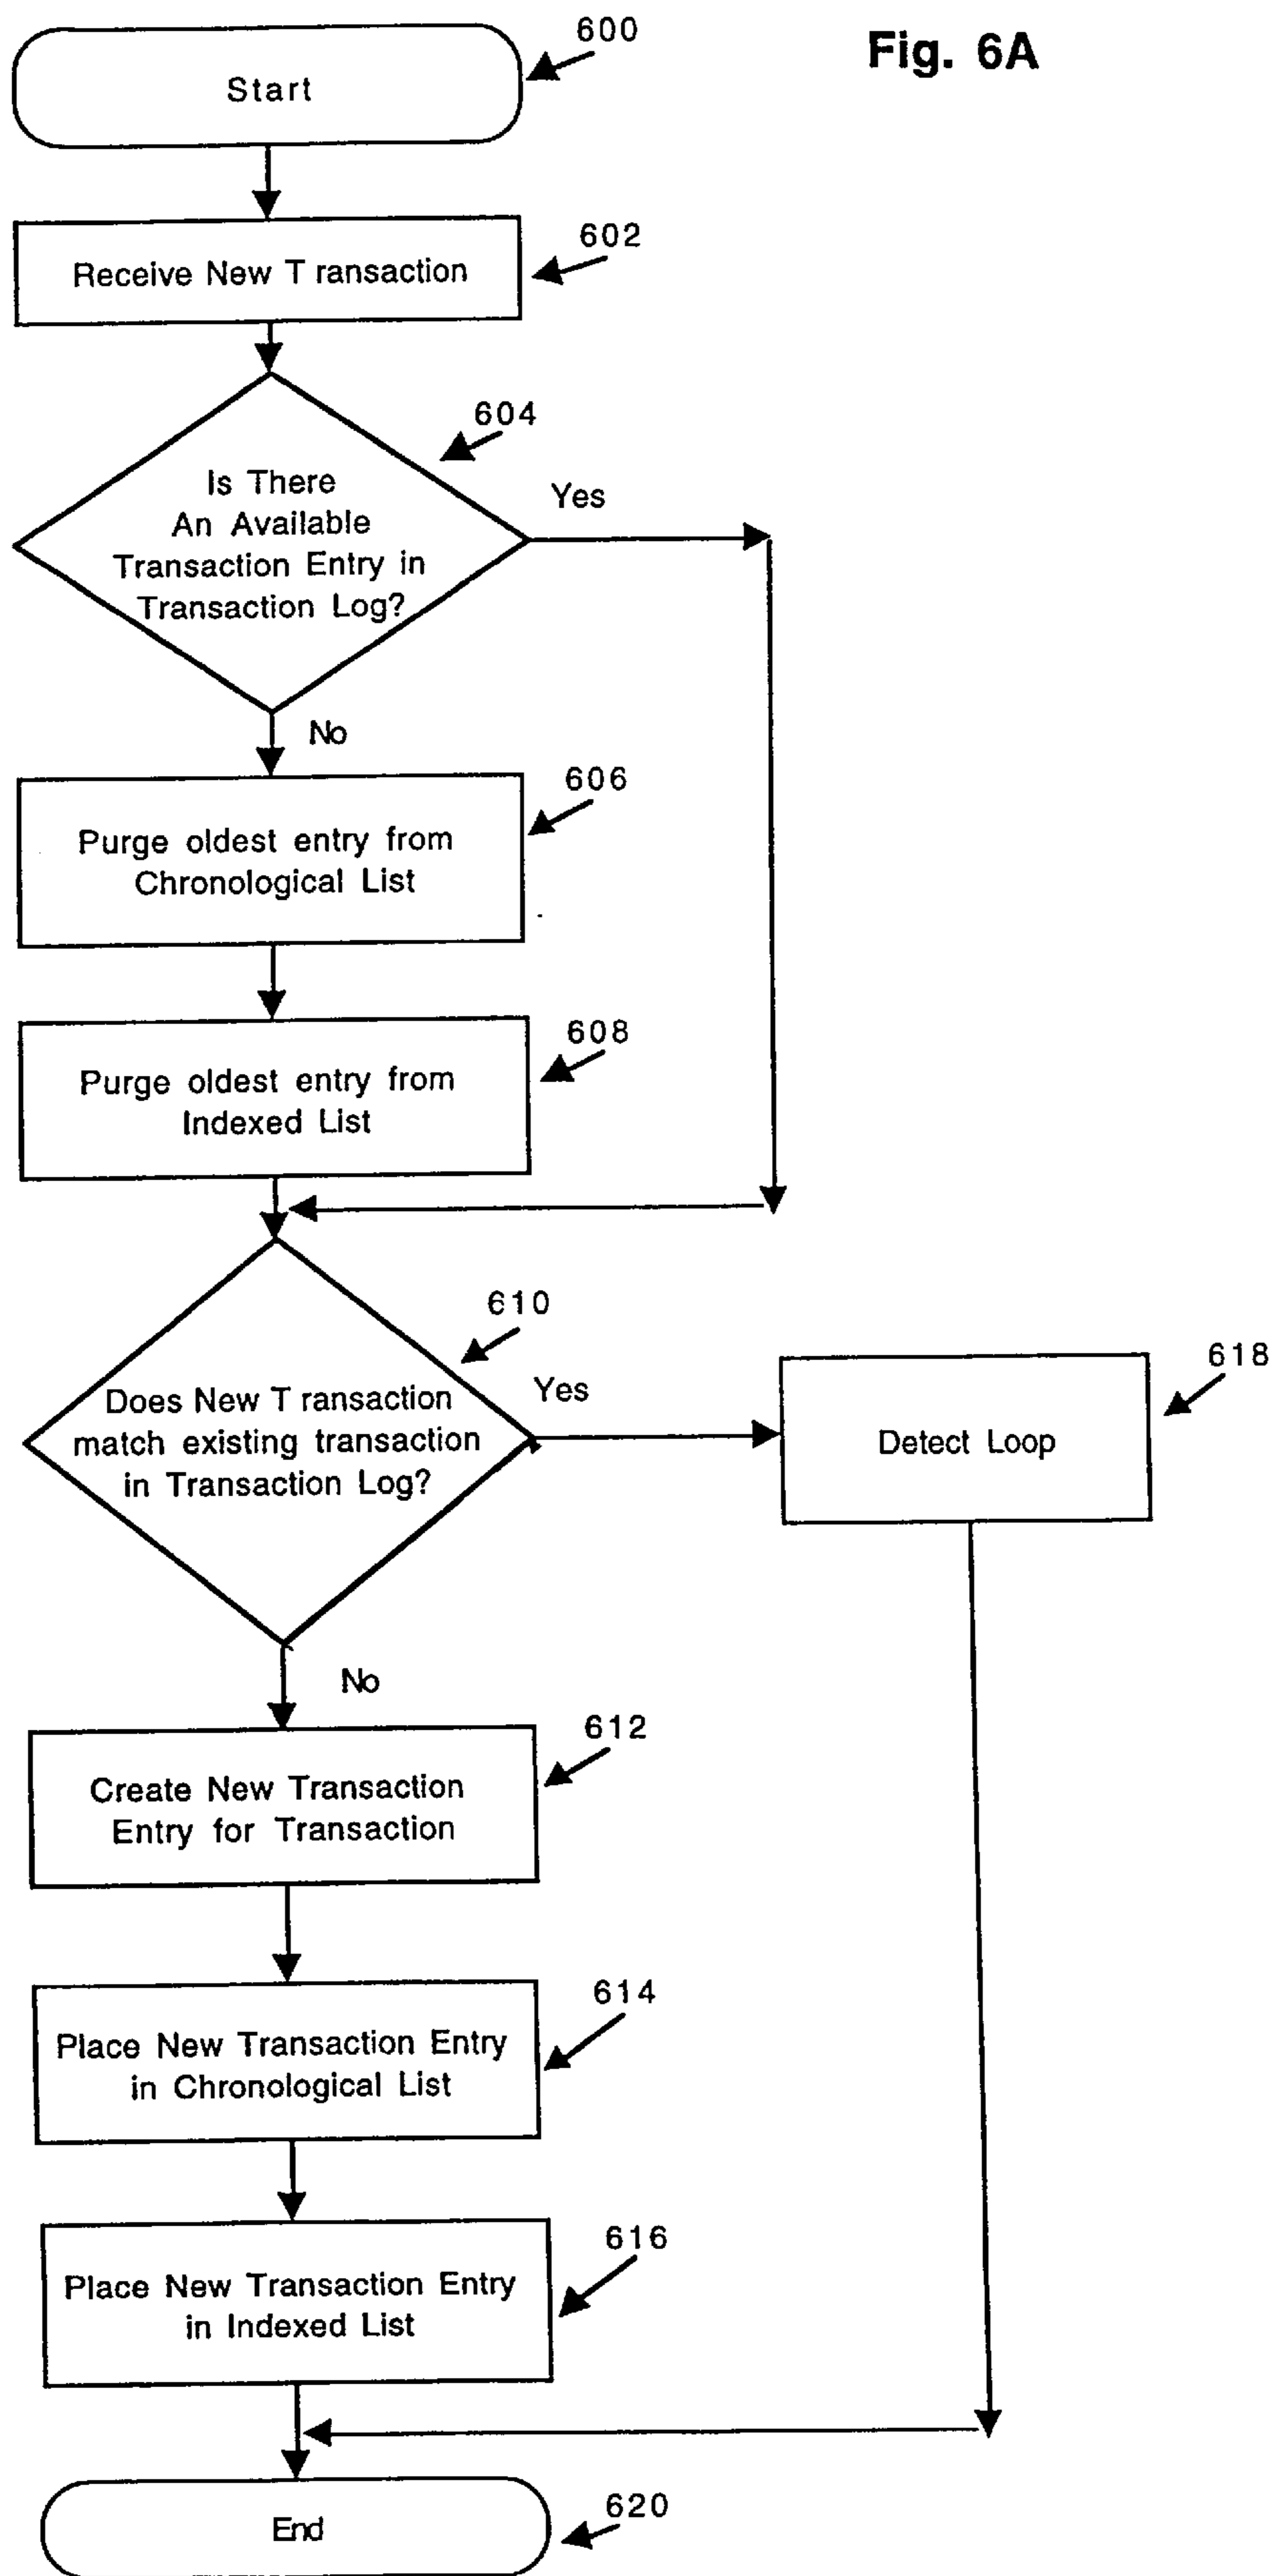 Fig. 6A
600
Start
602
Receive New Transaction
604
Is There
An Available
Transaction Entry in
Transaction Log?
Yes
No
606
Purge oldest entry from
Chronological List
608
Purge oldest entry from
Indexed List
610
Does New Transaction
match existing transaction
in Transaction Log?
Yes
618
Detect Loop
No
612
Create New Transaction
Entry for Transaction
614
Place New Transaction Entry
in Chronological List
616
Place New Transaction Entry
in Indexed List
End
620